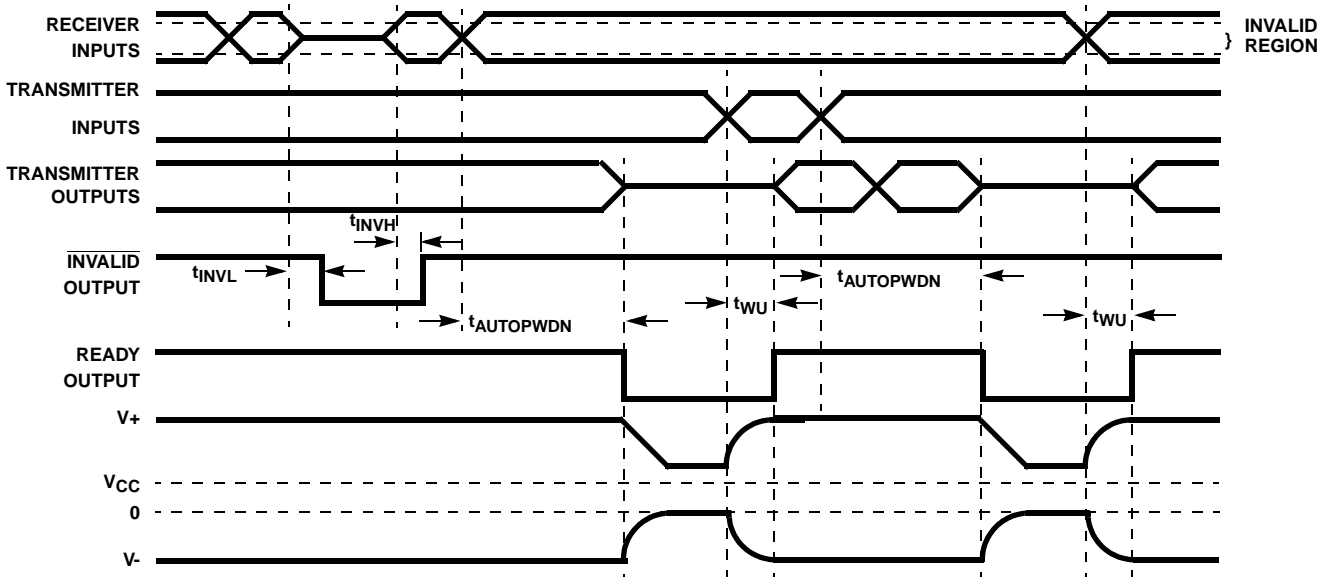 RECEIVER
INPUTS
} INVALID
REGION
TRANSMITTER
INPUTS
TRANSMITTER
OUTPUTS
tINVH
INVALID
OUTPUT
tINVL
tAUTOPWDN
tWU
tAUTOPWDN
tWU
READY
OUTPUT
V+
VCC
0
V-